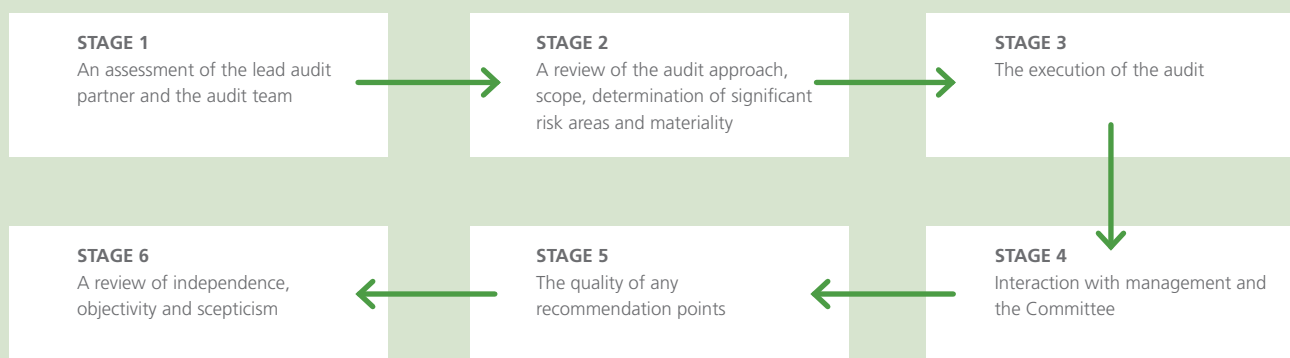 STAGE 1
An assessment of the lead audit
partner and the audit team
STAGE 2
A review of the audit approach,
scope, determination of significant
risk areas and materiality
STAGE 3
The execution of the audit
STAGE 4
Interaction with management and
the Committee
STAGE 5
The quality of any
recommendation points
STAGE 6
A review of independence,
objectivity and scepticism